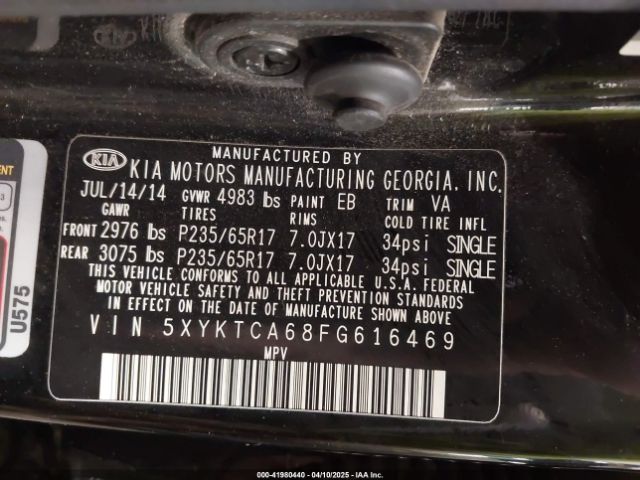 MANUFACTURED BY
KIA KIA MOTORS MANUFACTURING GEORGIA, INC.
JUL/14/14 GVWR 4983 lbs PAINT EB TRIM VA
GAWR TIRES RIMS COLD TIRE INFL
FRONT 2976 lbs P235/65R17 7.0JX17 34psi SINGLE
REAR 3075 lbs P235/65R17 7.0JX17 34psi SINGLE
THIS VEHICLE CONFORMS TO ALL APPLICABLE U.S.A. FEDERAL
MOTOR VEHICLE SAFETY AND THEFT PREVENTION STANDARDS
IN EFFECT ON THE DATE OF MANUFACTURE SHOWN ABOVE
VIN 5XYKTCA68FG616469
MPV
U575
000-41980440 - 04/10/2025 - IAAI Inc.